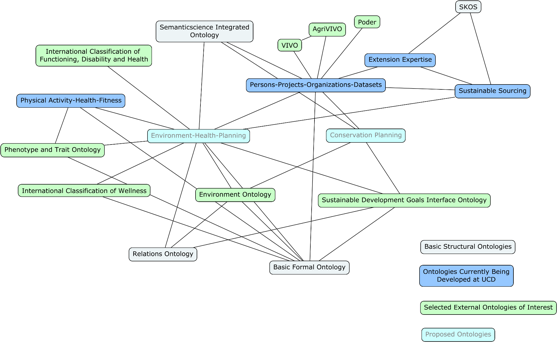 SKOS
Semanticscience Integrated
Ontology
Poder
AgriVIVO
VIVO
International Classification of
Functioning, Disability and Health
Extension Expertise
Persons-Projects-Organizations-Datasets
Sustainable Sourcing
Physical Activity-Health-Fitness
Environment-Health-Planning
Conservation Planning
Phenotype and Trait Ontology
International Classification of Wellness
Environment Ontology
Sustainable Development Goals Interface Ontology
Relations Ontology
Basic Formal Ontology
Basic Structural Ontologies
Ontologies Currently Being
Developed at UCD
Selected External Ontologies of Interest
Proposed Ontologies